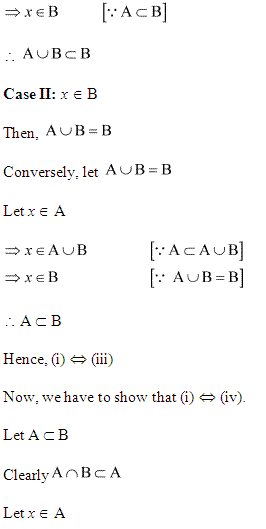 ⇒ x ∈ B [∵ A ⊂ B]
∴ A ∪ B ⊂ B
Case II: x ∈ B
Then, A ∪ B = B
Conversely, let A ∪ B = B
Let x ∈ A
⇒ x ∈ A ∪ B [∵ A ⊂ A ∪ B]
⇒ x ∈ B [∵ A ∪ B = B]
∴ A ⊂ B
Hence, (i) ⇔ (iii)
Now, we have to show that (i) ⇔ (iv).
Let A ⊂ B
Clearly A ∩ B ⊂ A
Let x ∈ A